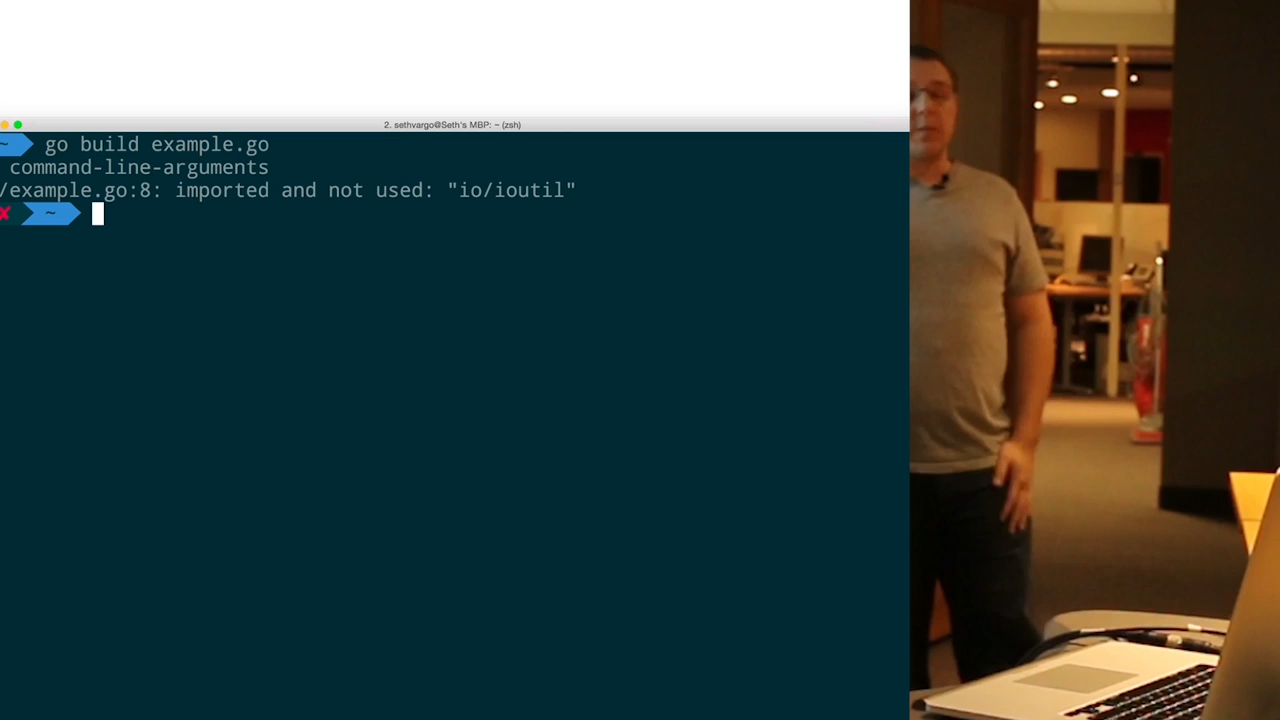 2. sethvargo@Seth's MBP: ~ (zsh)
~ go build example.go
command-line-arguments
/example.go:8: imported and not used: "io/ioutil"
✘ ~